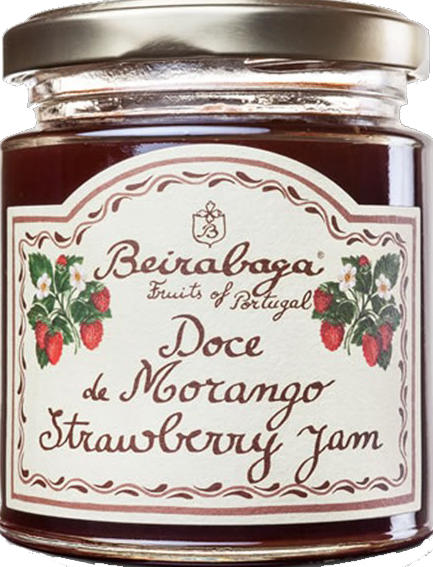 B
Beirabaga®
Fruits of Portugal
Doce
de Morango
Strawberry Jam